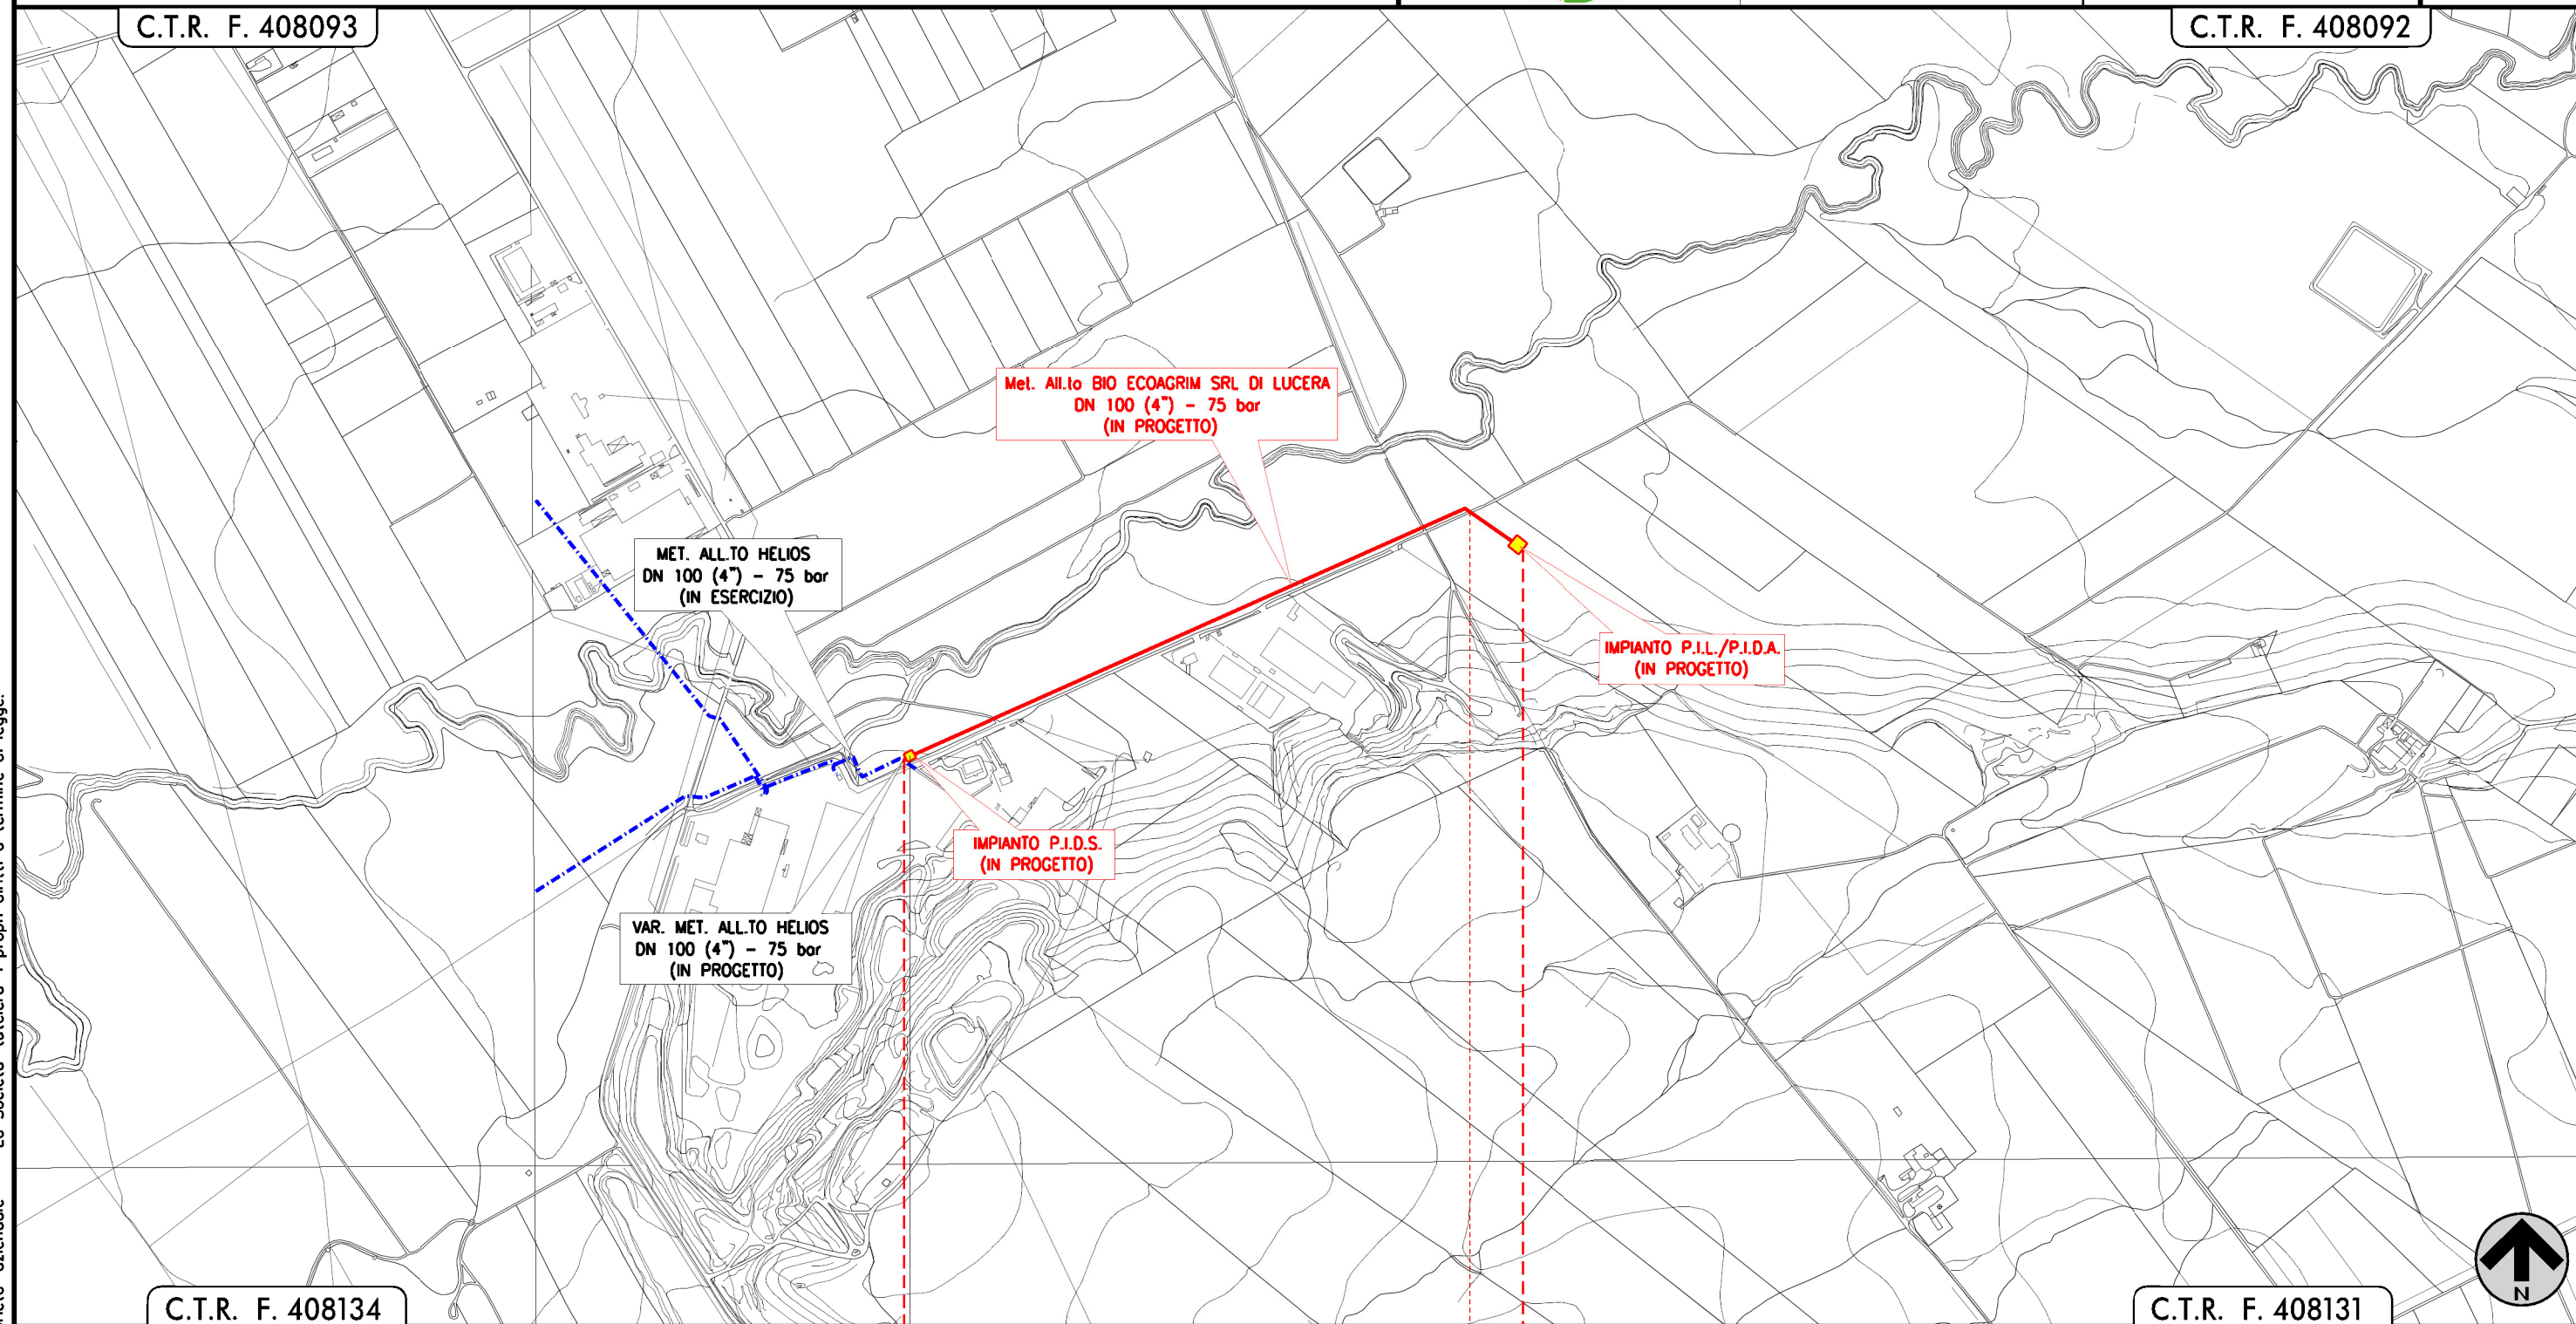 C.T.R. F. 408093
C.T.R. F. 408092
Met. All.to BIO ECOAGRIM SRL DI LUCERA
DN 100 (4") - 75 bar
(IN PROGETTO)
MET. ALL.TO HELIOS
DN 100 (4") - 75 bar
(IN ESERCIZIO)
IMPIANTO P.I.L./P.I.D.A.
(IN PROGETTO)
IMPIANTO P.I.D.S.
(IN PROGETTO)
VAR. MET. ALL.TO HELIOS
DN 100 (4") - 75 bar
(IN PROGETTO)
N
C.T.R. F. 408134
C.T.R. F. 408131